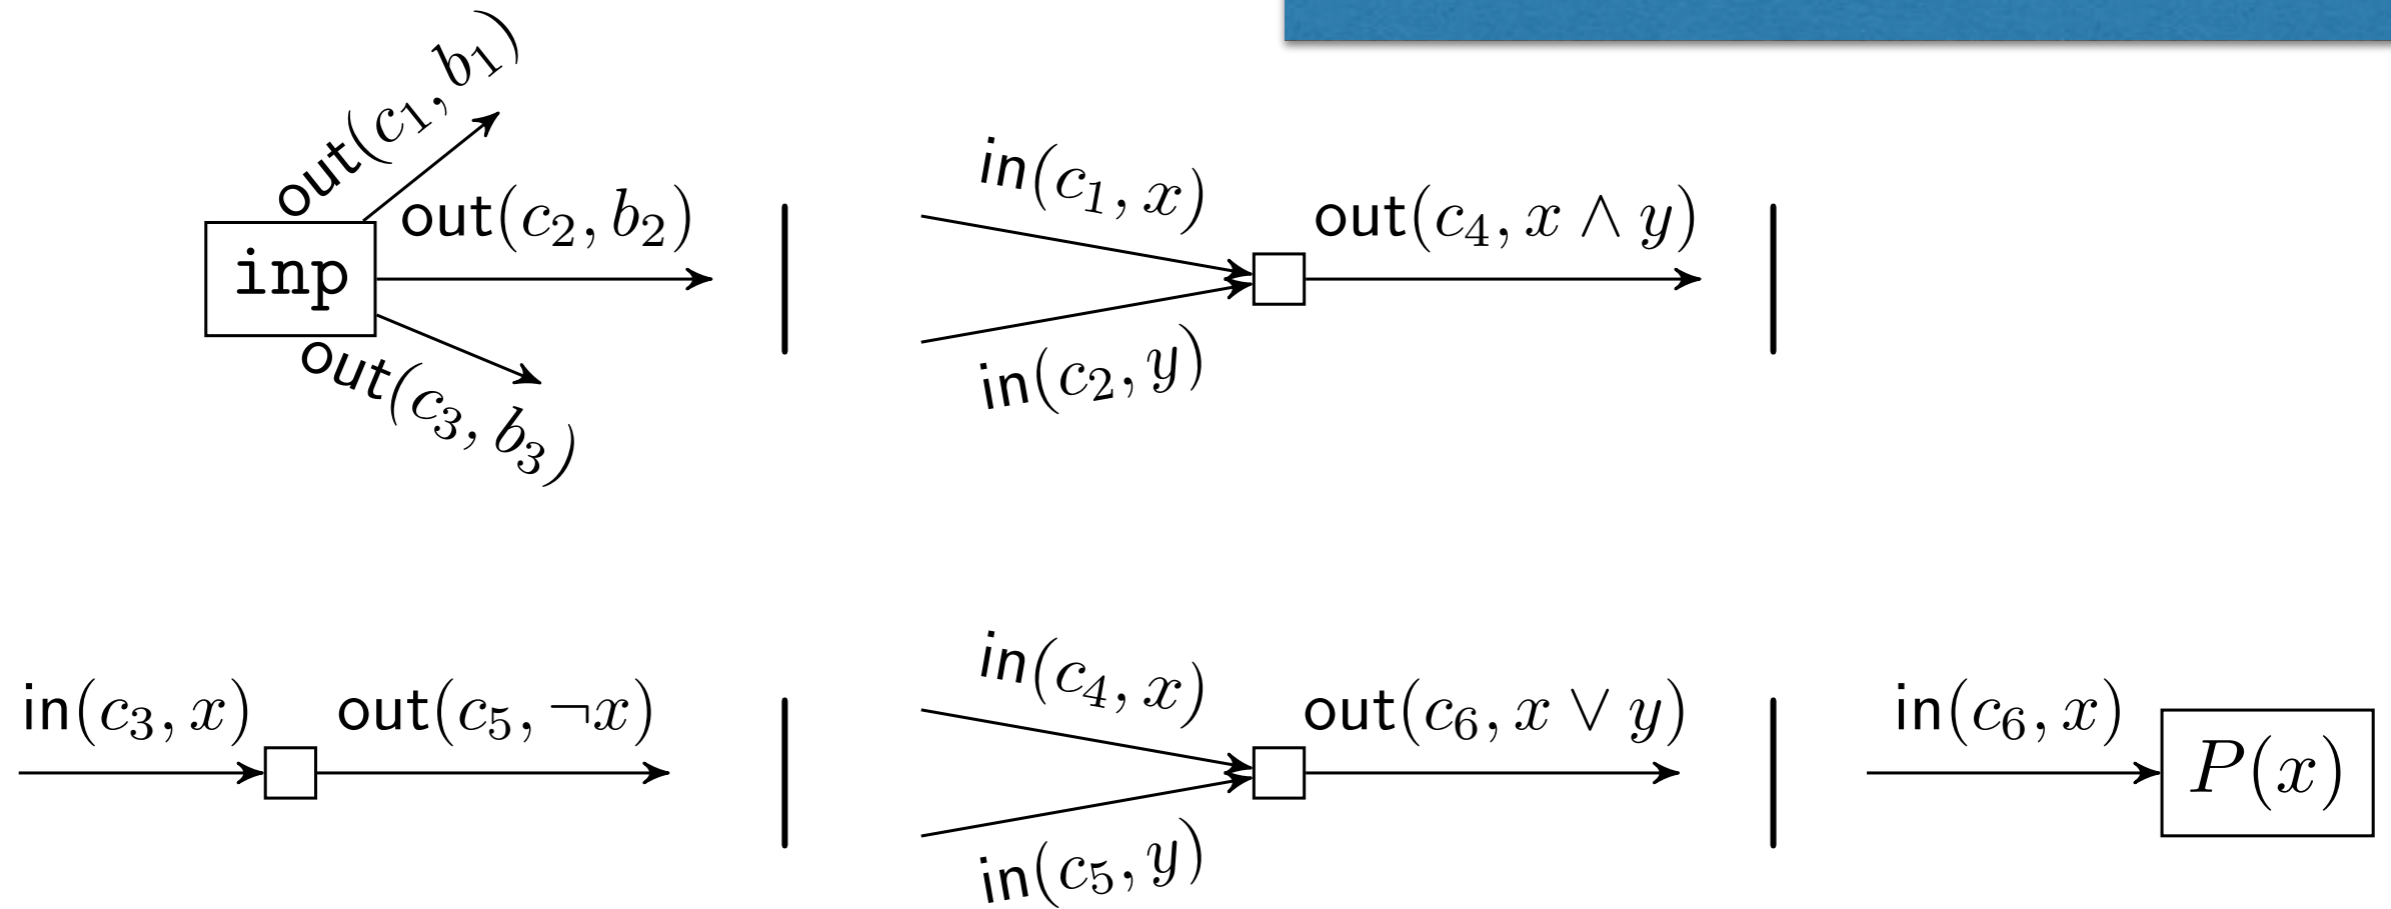 out(c₁, b₁)
out(c₂, b₂)
inp
out(c₃, b₃)
in(c₁, x)
in(c₂, y)
out(c₄, x ∧ y)
in(c₃, x)
out(c₅, ¬x)
in(c₄, x)
in(c₅, y)
out(c₆, x ∨ y)
in(c₆, x)
P(x)